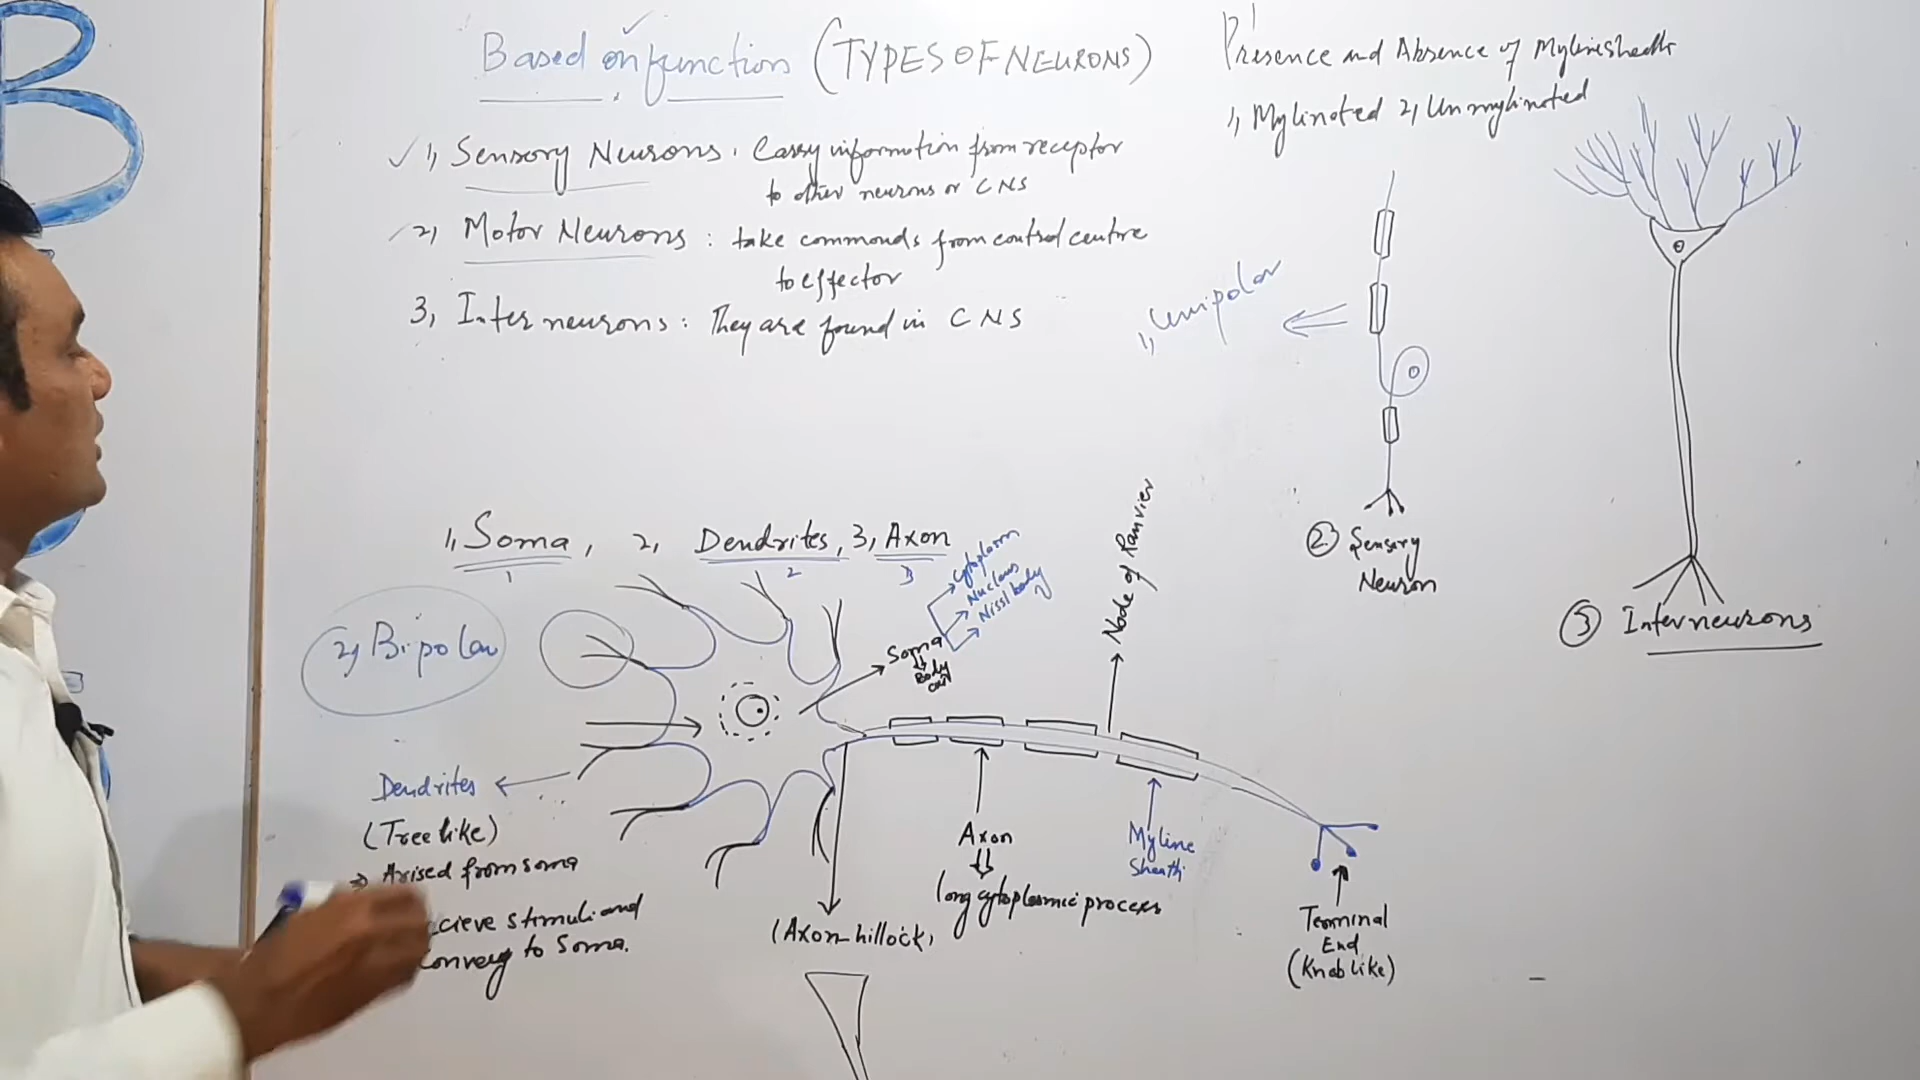 B
Based on function (TYPES OF NEURONS)
1, Sensory Neurons. Carry information from receptor
to other neurons or CNS
2, Motor Neurons: take commands from control centre
to effector
3, Inter neurons: They are found in CNS
Presence and Absence of Myline sheath
1, Mylinated 2, Unmylinated
1, Unipolar
2, Sensory
Neuron
3 Interneurons
1, Soma, 2, Dendrites, 3, Axon
1 2 3
Cytoplasm
Nucleus
Nissl body
Soma
Body
Node of Ranvier
2, Bipolar
Dendrites
(Tree like)
→ Arised from soma
cieve stimuli and
Convey to Soma.
(Axon-hillock)
Axon
long cytoplasmic process
Myline
Sheath
Terminal
End
(Knob like)